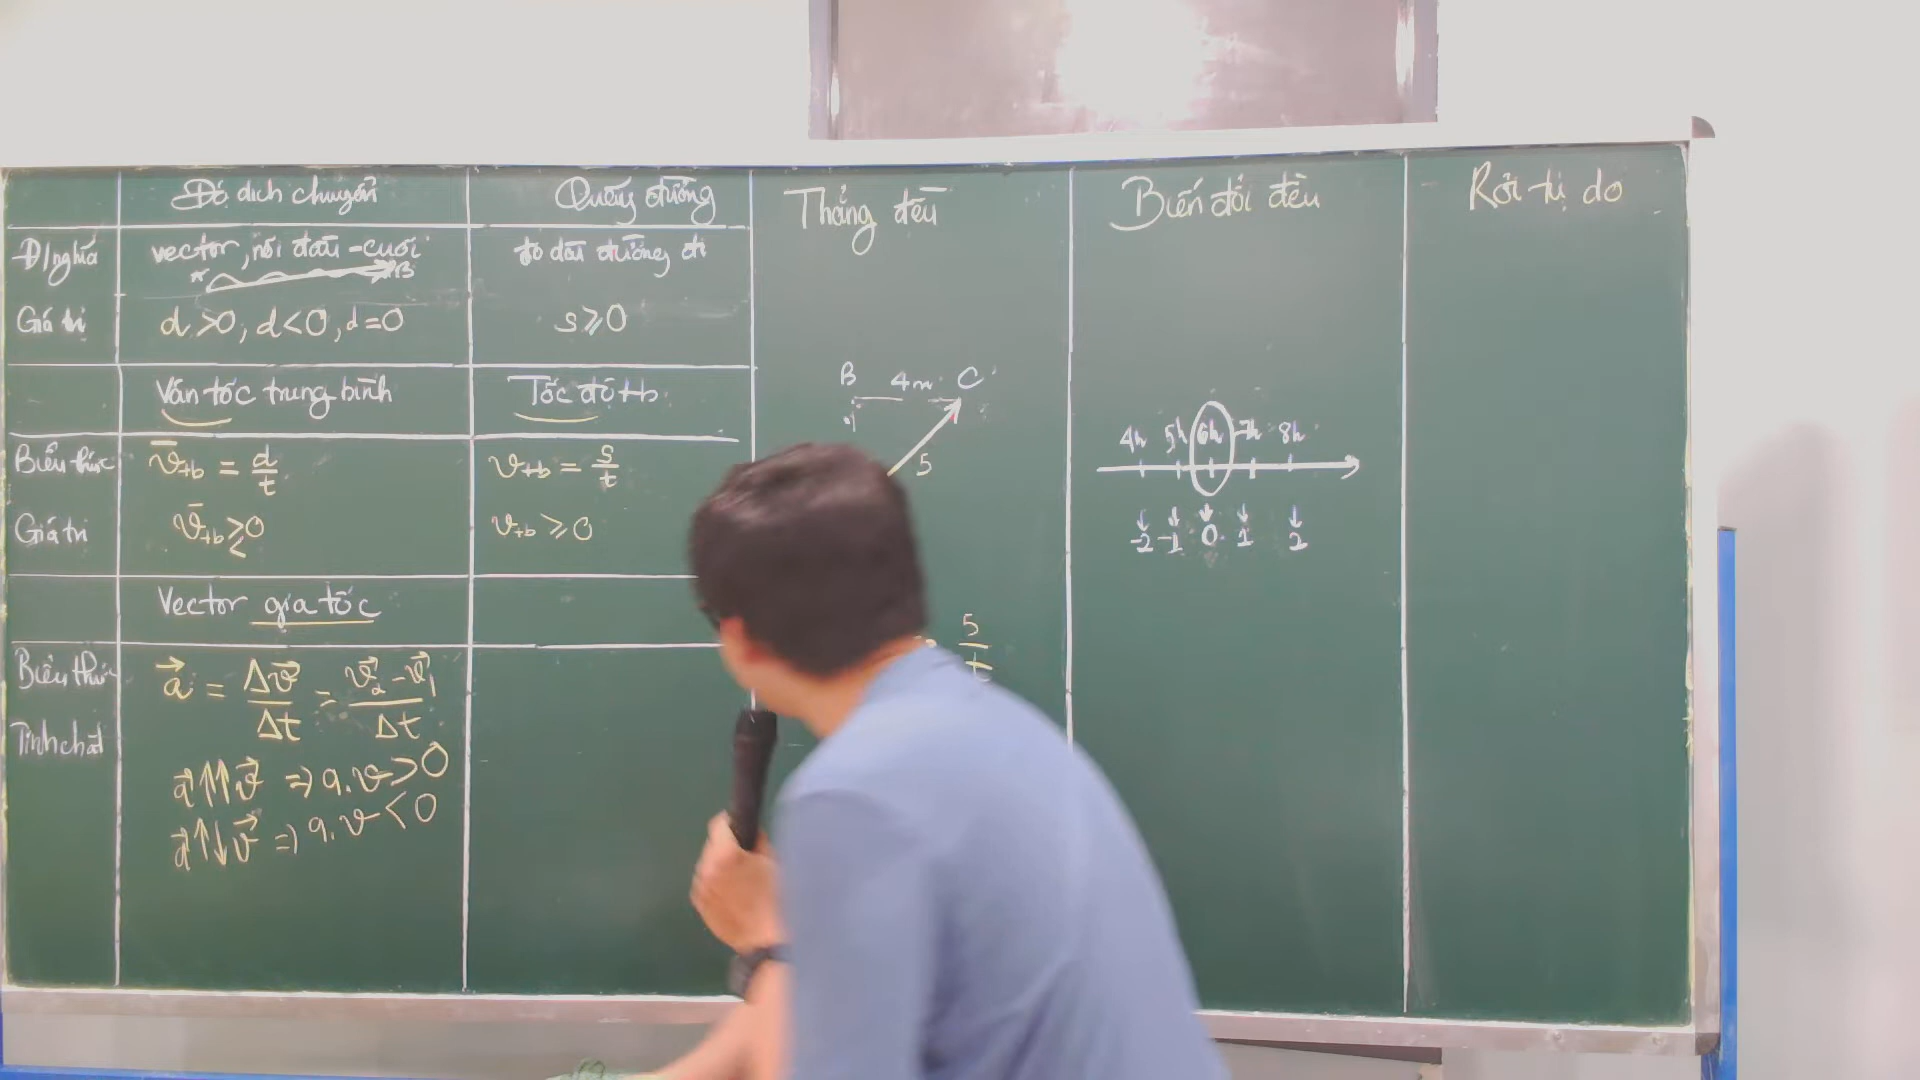 Độ dịch chuyển
Quãng đường
Thẳng đều
Biến đổi đều
Rơi tự do
Đ/nghĩa
vector, nối đầu-cuối
độ dài đường đi
A B
Giá trị
d>0, d<0, d=0
s⩾0
B 4m C
5
Vận tốc trung bình
Tốc độ tb
4h 5h 6h 7h 8h
-2 -1 0 1 2
Biểu thức
v̅tb = d/t
vtb = s/t
Giá trị
v̅tb ⪌ 0
vtb ⩾ 0
5/t
Vector gia tốc
Biểu thức
a⃗ = Δv⃗/Δt = (v⃗2 - v⃗1)/Δt
Tính chất
a⃗↑↑v⃗ => a.v>0
a⃗↑↓v⃗ => a.v<0